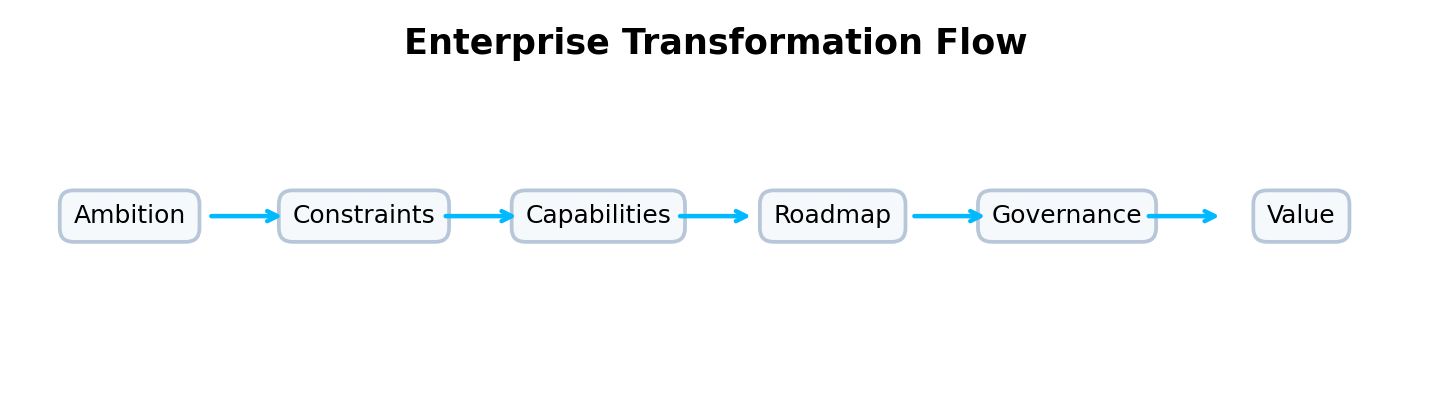 Enterprise Transformation Flow
Ambition
Constraints
Capabilities
Roadmap
Governance
Value